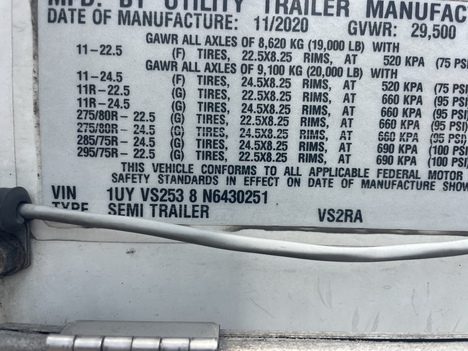 MFD. BY UTILITY TRAILER MANUFAC
DATE OF MANUFACTURE: 11/2020 GVWR: 29,500
GAWR ALL AXLES OF 8,620 KG (19,000 LB) WITH
11-22.5 (F) TIRES, 22.5X8.25 RIMS, AT 520 KPA (75 PSI
GAWR ALL AXLES OF 9,100 KG (20,000 LB) WITH
11-24.5 (F) TIRES, 24.5X8.25 RIMS, AT 520 KPA (75 PS
11R-22.5 (G) TIRES, 22.5X8.25 RIMS, AT 660 KPA (95 PSI
11R-24.5 (G) TIRES, 24.5X8.25 RIMS, AT 660 KPA (95 PSI
275/80R-22.5 (G) TIRES, 22.5X8.25 RIMS, AT 660 KPA (95 PSI
275/80R-24.5 (G) TIRES, 24.5X8.25 RIMS, AT 660 KPA (95 PSI
285/75R-24.5 (G) TIRES, 24.5X8.25 RIMS, AT 690 KPA (100 PSI
295/75R-22.5 (G) TIRES, 22.5X8.25 RIMS, AT 690 KPA (100 PSI
THIS VEHICLE CONFORMS TO ALL APPLICABLE FEDERAL MOTOR
SAFETY STANDARDS IN EFFECT ON DATE OF MANUFACTURE SHOW
VIN 1UY VS253 8 N6430251
TYPE SEMI TRAILER VS2RA